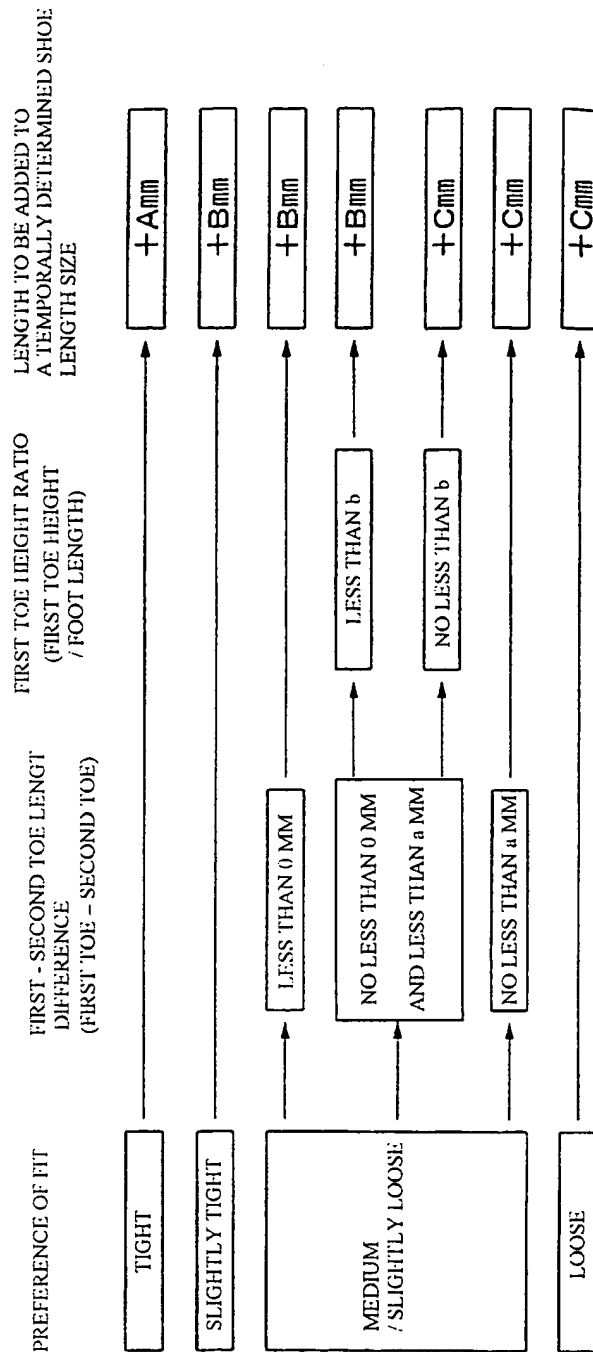 PREFERENCE OF FIT
FIRST - SECOND TOE LENGT
DIFFERENCE
(FIRST TOE – SECOND TOE)
FIRST TOE HEIGHT RATIO
(FIRST TOE HEIGHT
/ FOOT LENGTH)
LENGTH TO BE ADDED TO
A TEMPORALLY DETERMINED SHOE
LENGTH SIZE
TIGHT
+Amm
SLIGHTLY TIGHT
+Bmm
MEDIUM
/ SLIGHTLY LOOSE
LESS THAN 0 MM
+Bmm
NO LESS THAN 0 MM
AND LESS THAN a MM
LESS THAN b
+Bmm
NO LESS THAN b
+Cmm
NO LESS THAN a MM
+Cmm
LOOSE
+Cmm